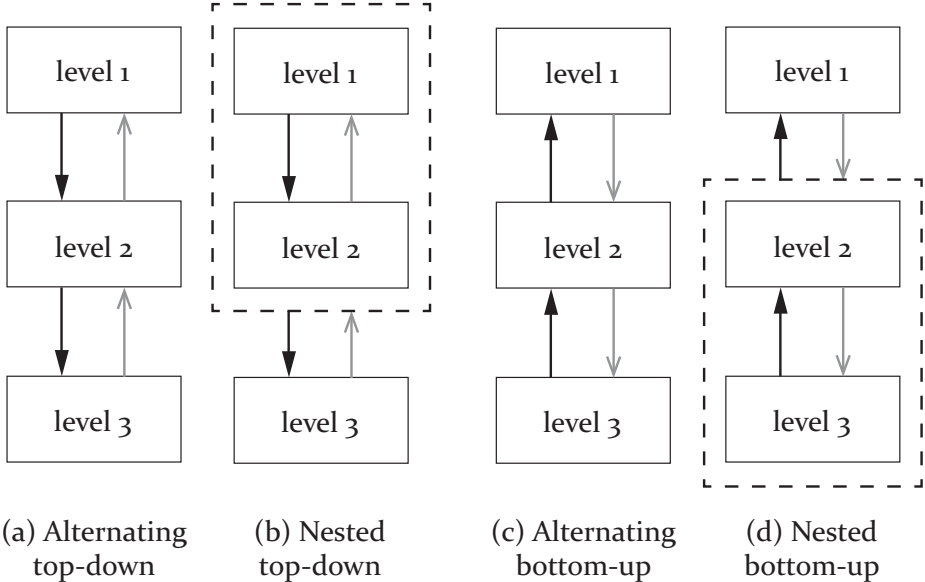 level 1
level 2
level 3
(a) Alternating
top-down
level 1
level 2
level 3
(b) Nested
top-down
level 1
level 2
level 3
(c) Alternating
bottom-up
level 1
level 2
level 3
(d) Nested
bottom-up